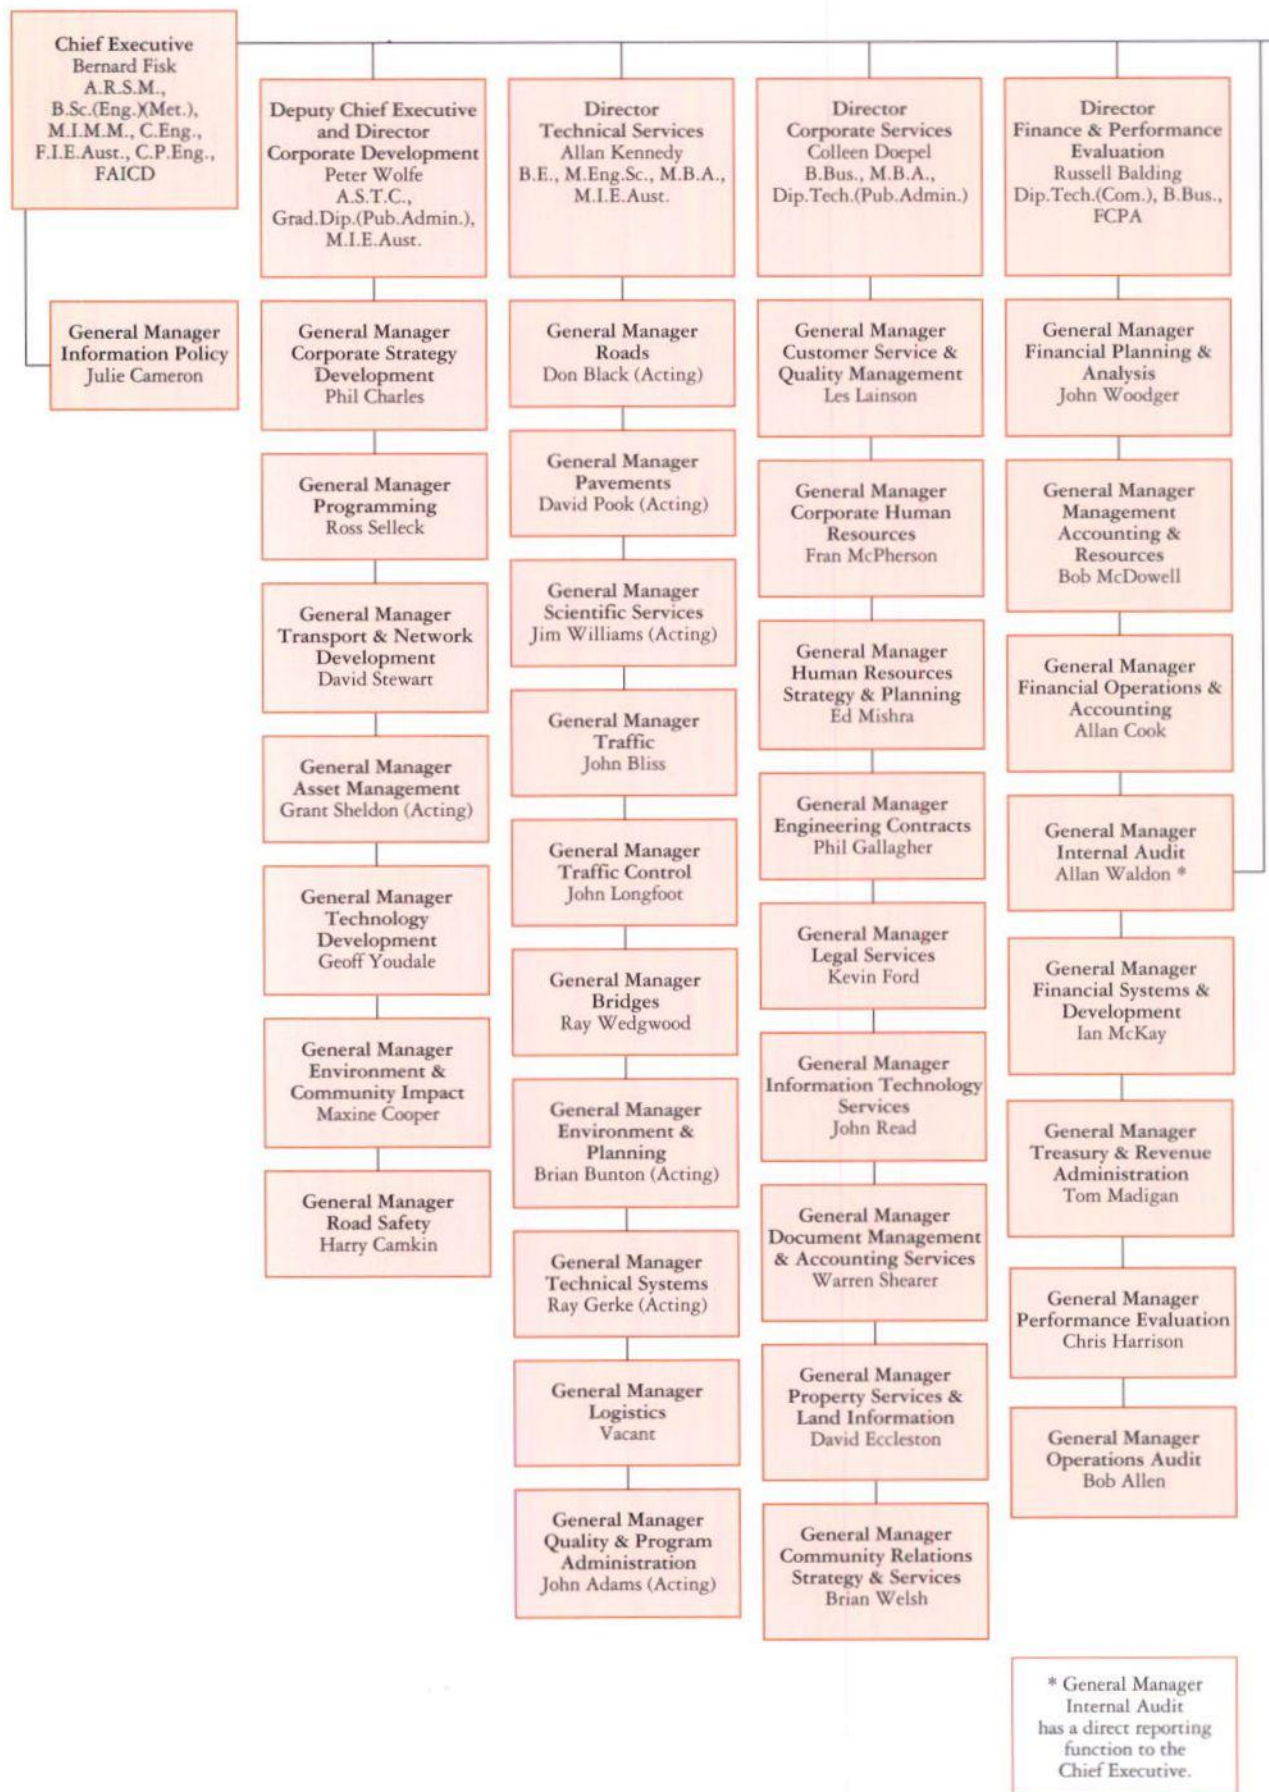 Chief Executive
Bernard Fisk
A.R.S.M.,
B.Sc.(Eng.)(Met.),
M.I.M.M., C.Eng.,
F.I.E.Aust., C.P.Eng.,
FAICD
General Manager
Information Policy
Julie Cameron
Deputy Chief Executive
and Director
Corporate Development
Peter Wolfe
A.S.T.C.,
Grad.Dip.(Pub.Admin.),
M.I.E.Aust.
General Manager
Corporate Strategy
Development
Phil Charles
General Manager
Programming
Ross Selleck
General Manager
Transport & Network
Development
David Stewart
General Manager
Asset Management
Grant Sheldon (Acting)
General Manager
Technology
Development
Geoff Youdale
General Manager
Environment &
Community Impact
Maxine Cooper
General Manager
Road Safety
Harry Camkin
Director
Technical Services
Allan Kennedy
B.E., M.Eng.Sc., M.B.A.,
M.I.E.Aust.
General Manager
Roads
Don Black (Acting)
General Manager
Pavements
David Pook (Acting)
General Manager
Scientific Services
Jim Williams (Acting)
General Manager
Traffic
John Bliss
General Manager
Traffic Control
John Longfoot
General Manager
Bridges
Ray Wedgwood
General Manager
Environment &
Planning
Brian Bunton (Acting)
General Manager
Technical Systems
Ray Gerke (Acting)
General Manager
Logistics
Vacant
General Manager
Quality & Program
Administration
John Adams (Acting)
Director
Corporate Services
Colleen Doepel
B.Bus., M.B.A.,
Dip.Tech.(Pub.Admin.)
General Manager
Customer Service &
Quality Management
Les Lainson
General Manager
Corporate Human
Resources
Fran McPherson
General Manager
Human Resources
Strategy & Planning
Ed Mishra
General Manager
Engineering Contracts
Phil Gallagher
General Manager
Legal Services
Kevin Ford
General Manager
Information Technology
Services
John Read
General Manager
Document Management
& Accounting Services
Warren Shearer
General Manager
Property Services &
Land Information
David Eccleston
General Manager
Community Relations
Strategy & Services
Brian Welsh
Director
Finance & Performance
Evaluation
Russell Balding
Dip.Tech.(Com.), B.Bus.,
FCPA
General Manager
Financial Planning &
Analysis
John Woodger
General Manager
Management
Accounting &
Resources
Bob McDowell
General Manager
Financial Operations &
Accounting
Allan Cook
General Manager
Internal Audit
Allan Waldon *
General Manager
Financial Systems &
Development
Ian McKay
General Manager
Treasury & Revenue
Administration
Tom Madigan
General Manager
Performance Evaluation
Chris Harrison
General Manager
Operations Audit
Bob Allen
* General Manager
Internal Audit
has a direct reporting
function to the
Chief Executive.